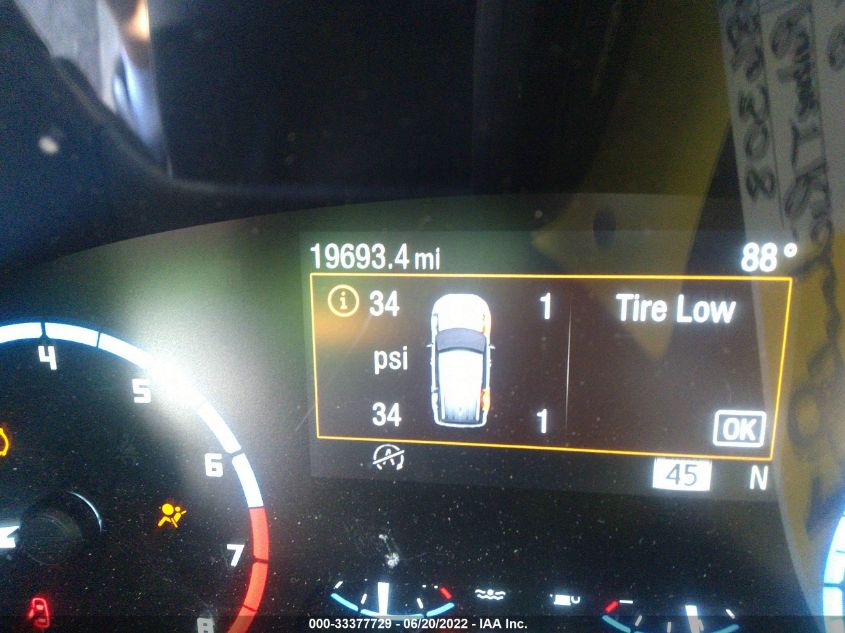 19693.4 mi 88°
34 1 Tire Low
psi
34 1 OK
A
45 N
4
5
6
7
8
000-33377729 - 06/20/2022 - IAA Inc.